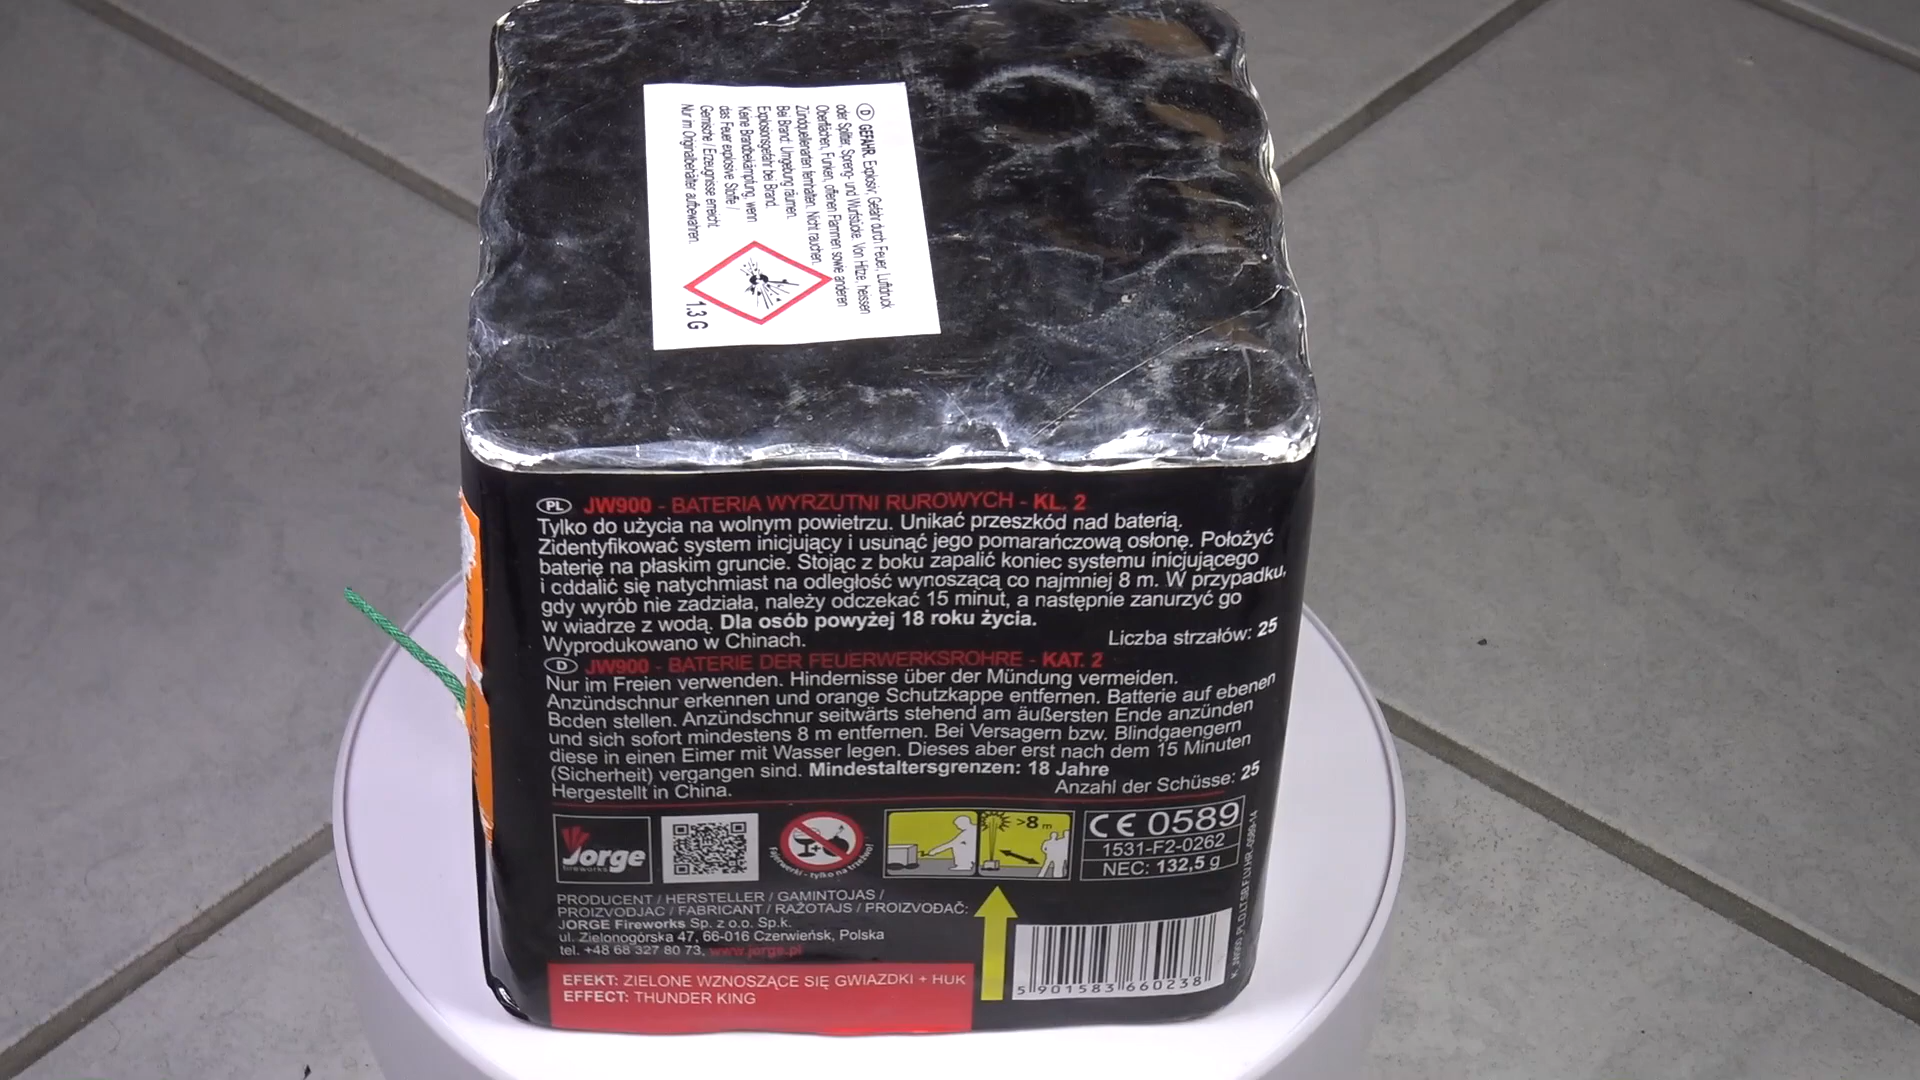 D GEFAHR. Explosiv; Gefahr durch Feuer, Luftdruck
oder Splitter, Spreng- und Wurfstücke. Von Hitze, heissen
Oberflächen, Funken, offenen Flammen sowie anderen
Zündquellenarten fernhalten. Nicht rauchen.
Bei Brand: Umgebung räumen.
Explosionsgefahr bei Brand.
Keine Brandbekämpfung, wenn
das Feuer explosive Stoffe /
Gemische / Erzeugnisse erreicht.
Nur im Originalbehälter aufbewahren.
1.3 G
PL JW900 - BATERIA WYRZUTNI RUROWYCH - KL. 2
Tylko do użycia na wolnym powietrzu. Unikać przeszkód nad baterią.
Zidentyfikować system inicjujący i usunąć jego pomarańczową osłonę. Położyć
baterię na płaskim gruncie. Stojąc z boku zapalić koniec systemu inicjującego
i cddalić się natychmiast na odległość wynoszącą co najmniej 8 m. W przypadku,
gdy wyrób nie zadziała, należy odczekać 15 minut, a następnie zanurzyć go
w wiadrze z wodą. Dla osób powyżej 18 roku życia.
Wyprodukowano w Chinach.
Liczba strzałów: 25
D JW900 - BATERIE DER FEUERWERKSROHRE - KAT. 2
Nur im Freien verwenden. Hindernisse über der Mündung vermeiden.
Anzündschnur erkennen und orange Schutzkappe entfernen. Batterie auf ebenen
Bcden stellen. Anzündschnur seitwärts stehend am äußersten Ende anzünden
und sich sofort mindestens 8 m entfernen. Bei Versagern bzw. Blindgaengern
diese in einen Eimer mit Wasser legen. Dieses aber erst nach dem 15 Minuten
(Sicherheit) vergangen sind. Mindestaltersgrenzen: 18 Jahre
Hergestellt in China.
Anzahl der Schüsse: 25
Jorge
fireworks
Fajerwerki - tylko na trzeźwo!
>8 m
CE 0589
1531-F2-0262
NEC: 132,5 g
PRODUCENT / HERSTELLER / GAMINTOJAS /
PROIZVODJAC / FABRICANT / RAŽOTAJS / PROIZVOĐAČ:
JORGE Fireworks Sp. z o.o. Sp.k.
ul. Zielonogórska 47, 66-016 Czerwieńsk, Polska
tel. +48 68 327 80 73, www.jorge.pl
EFEKT: ZIELONE WZNOSZĄCE SIĘ GWIAZDKI + HUK
EFFECT: THUNDER KING
5 901583 660238